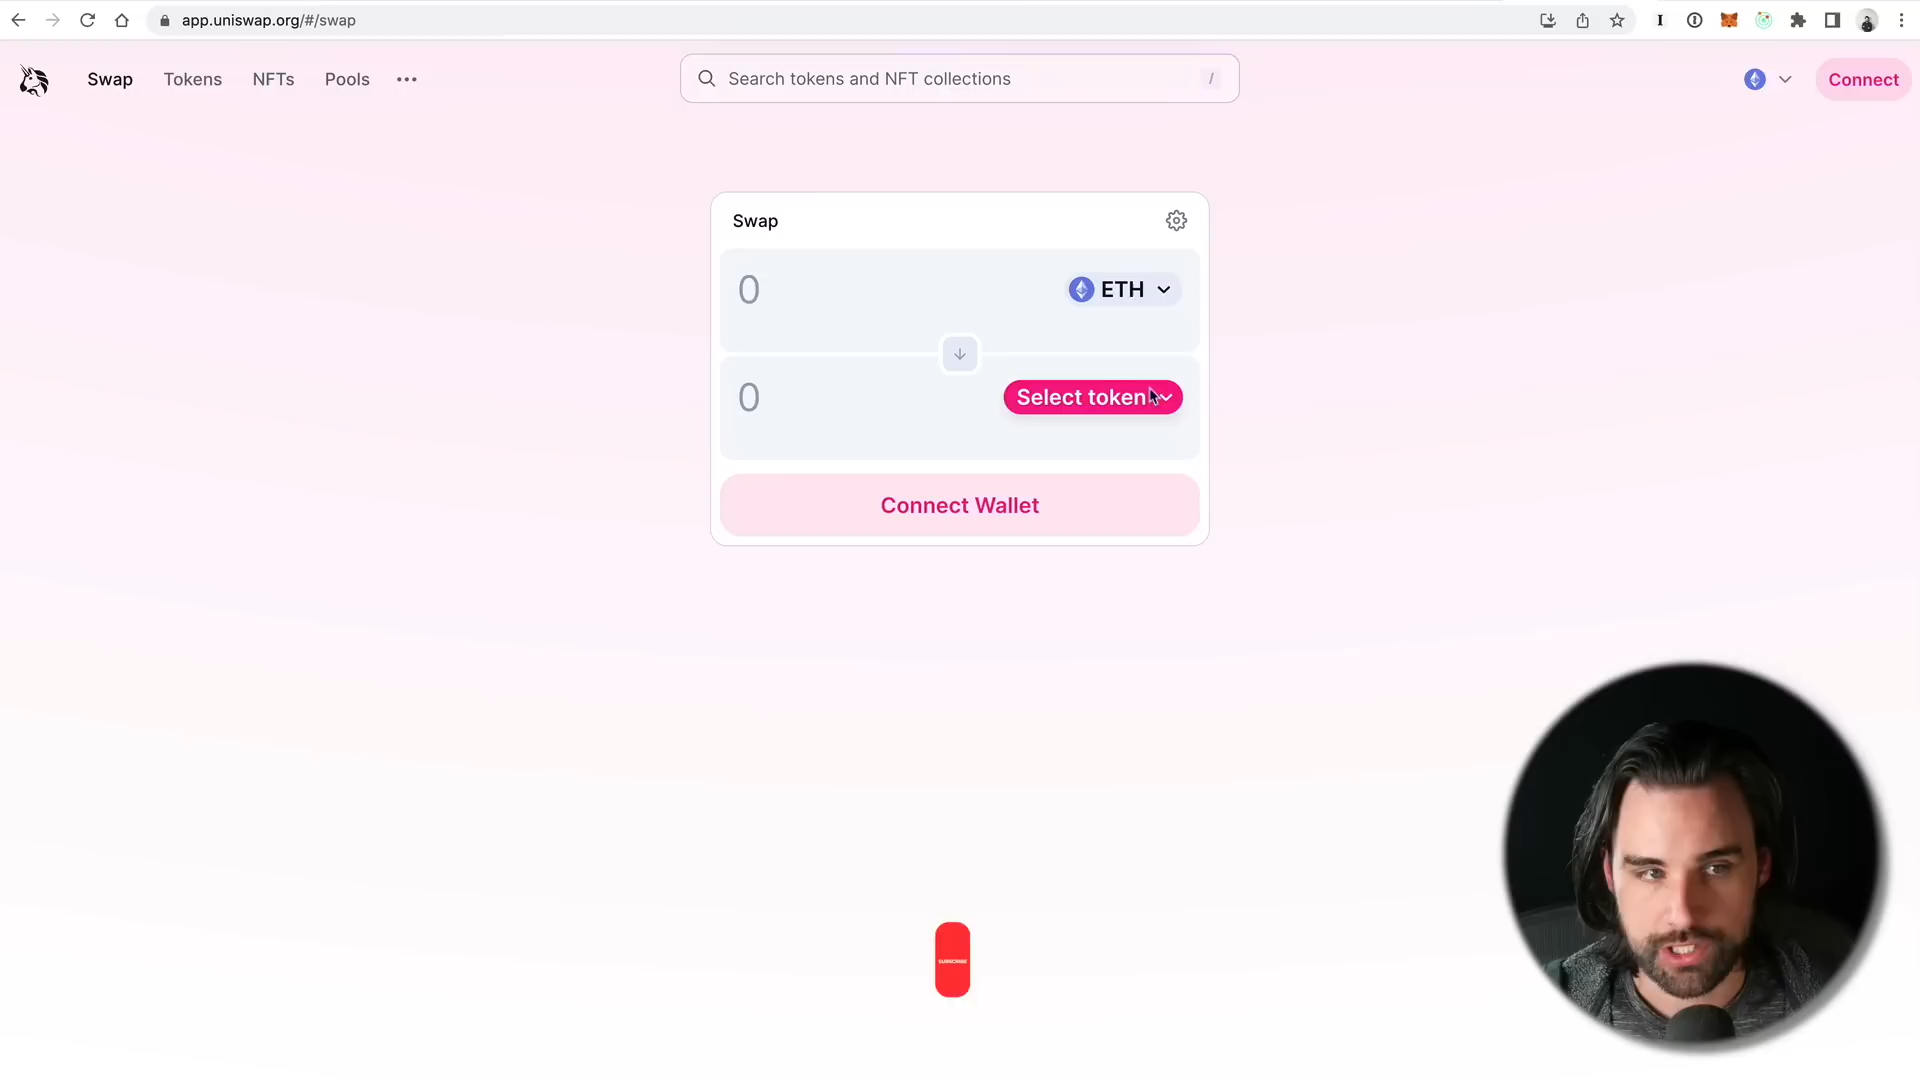 app.uniswap.org/#/swap
Swap
Tokens
NFTs
Pools
Search tokens and NFT collections
/
Connect
Swap
0
ETH
0
Select token
Connect Wallet
SUBSCRIBE